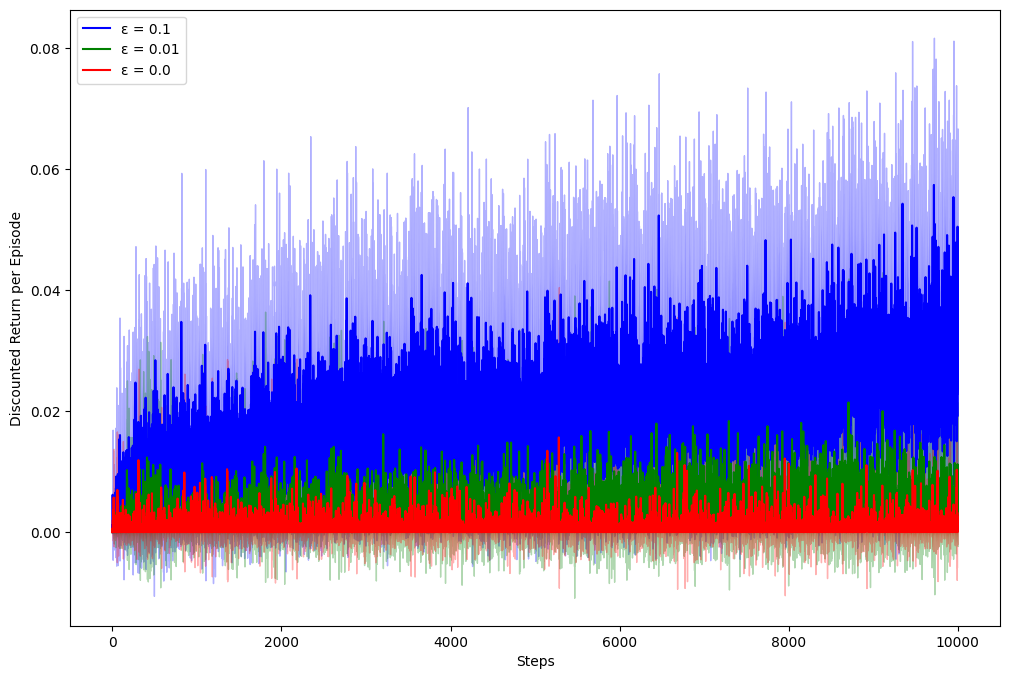 ε = 0.1
ε = 0.01
ε = 0.0
0.08
0.06
0.04
0.02
0.00
Discounted Return per Episode
0
2000
4000
6000
8000
10000
Steps